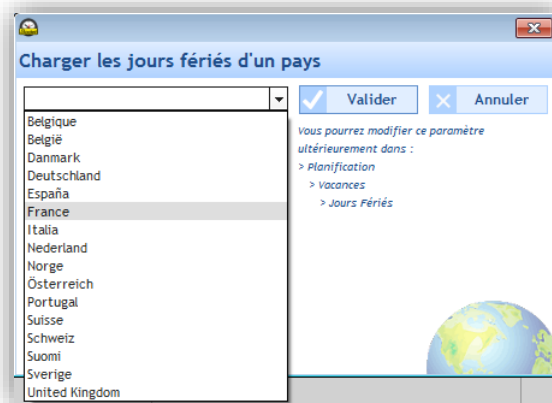 Charger les jours fériés d'un pays
Valider
Annuler
Vous pourrez modifier ce paramètre
ultérieurement dans :
> Planification
> Vacances
> Jours Fériés
Belgique
België
Danmark
Deutschland
España
France
Italia
Nederland
Norge
Österreich
Portugal
Suisse
Schweiz
Suomi
Sverige
United Kingdom